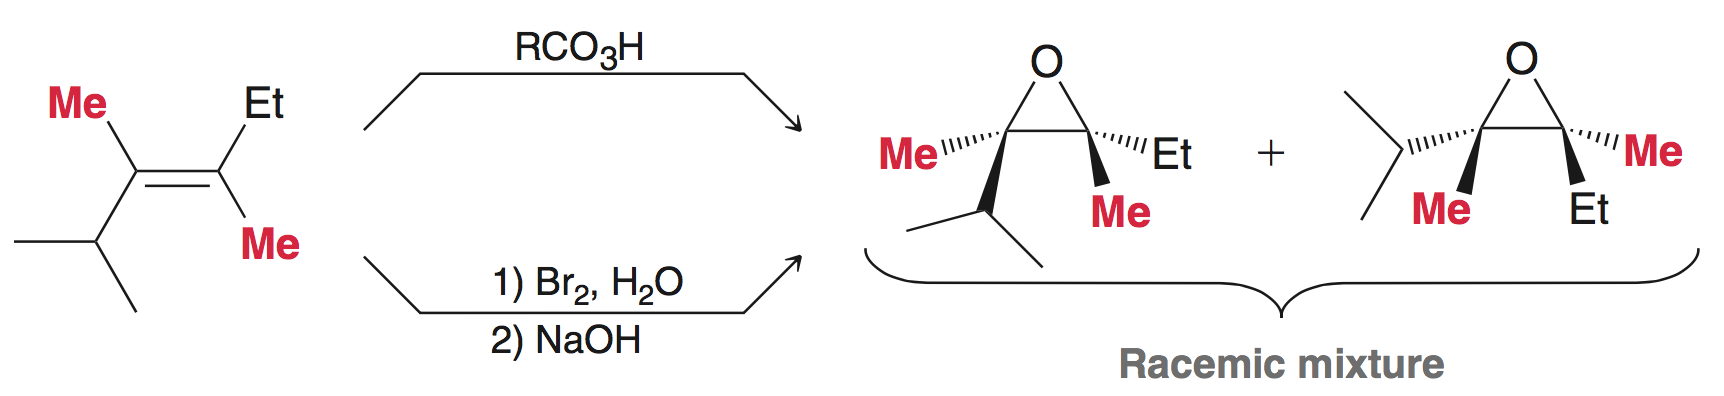 RCO₃H
Me
Et
Me
1) Br₂, H₂O
2) NaOH
O
Me
Et
Me
+
O
Me
Me
Et
Racemic mixture